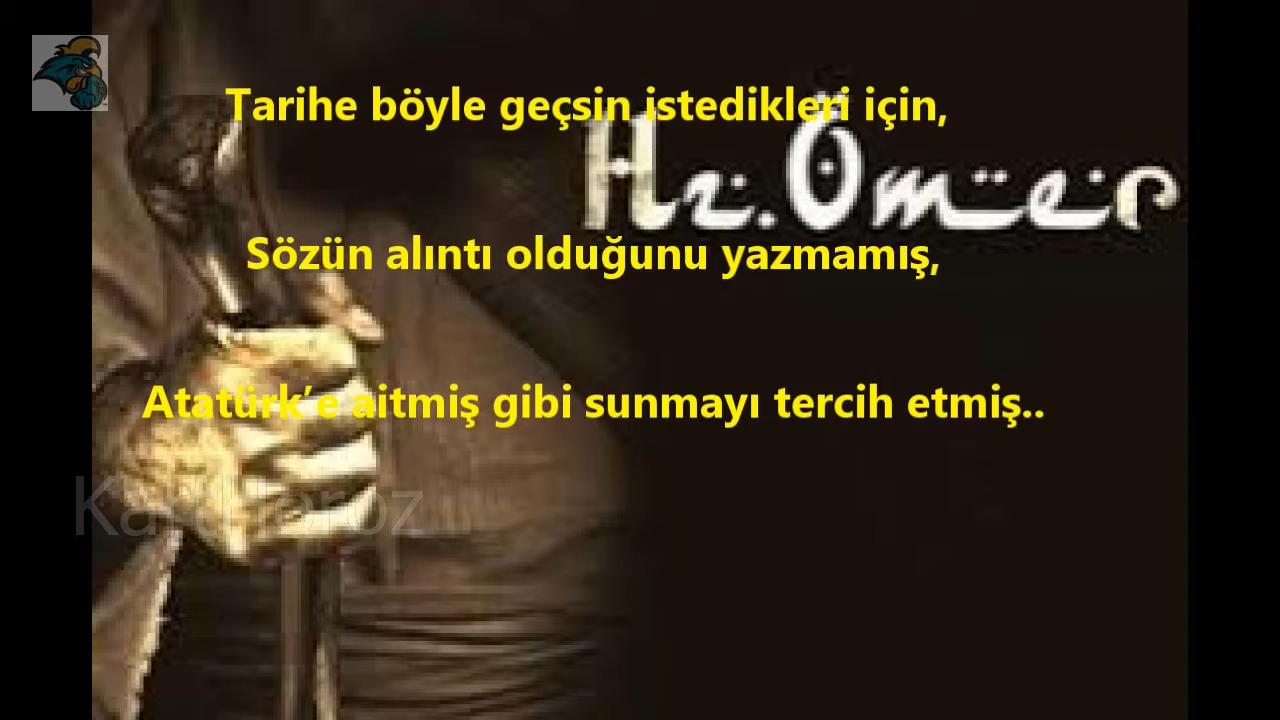 Tarihe böyle geçsin istedikleri için,
Hz. Ömer
Sözün alıntı olduğunu yazmamış,
Atatürk’e aitmiş gibi sunmayı tercih etmiş..